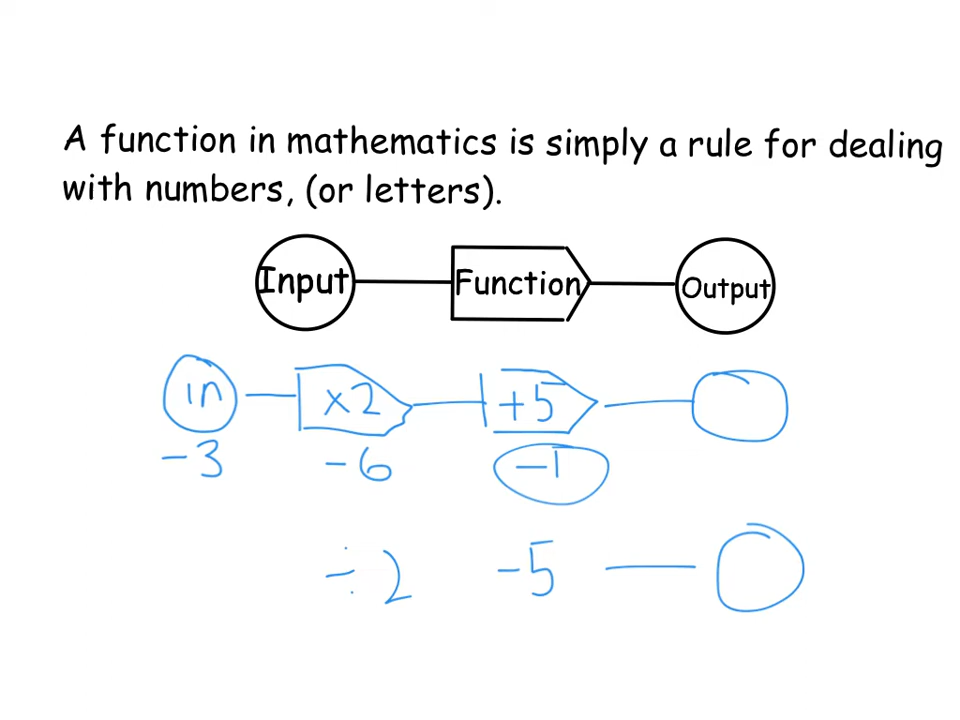 A function in mathematics is simply a rule for dealing
with numbers, (or letters).
Input Function Output
in ×2 +5
-3 -6 -1
÷2 -5